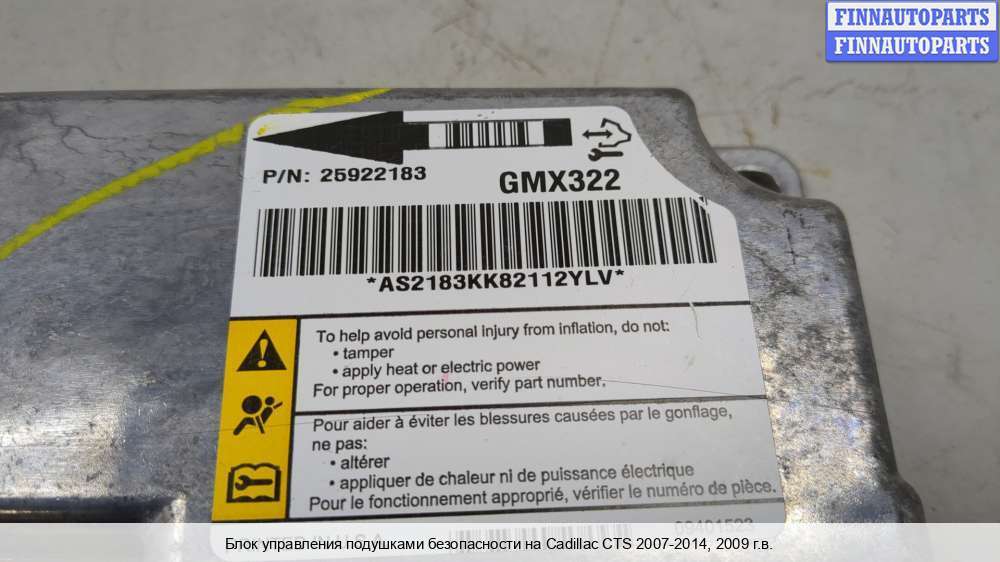 FINNAUTOPARTS
FINNAUTOPARTS
P/N: 25922183
GMX322
*AS2183KK82112YLV*
To help avoid personal injury from inflation, do not:
• tamper
• apply heat or electric power
For proper operation, verify part number.
Pour aider à éviter les blessures causées par le gonflage,
ne pas:
• altérer
• appliquer de chaleur ni de puissance électrique
Pour le fonctionnement approprié, vérifier le numéro de pièce.
09401523
Блок управления подушками безопасности на Cadillac CTS 2007-2014, 2009 г.в.